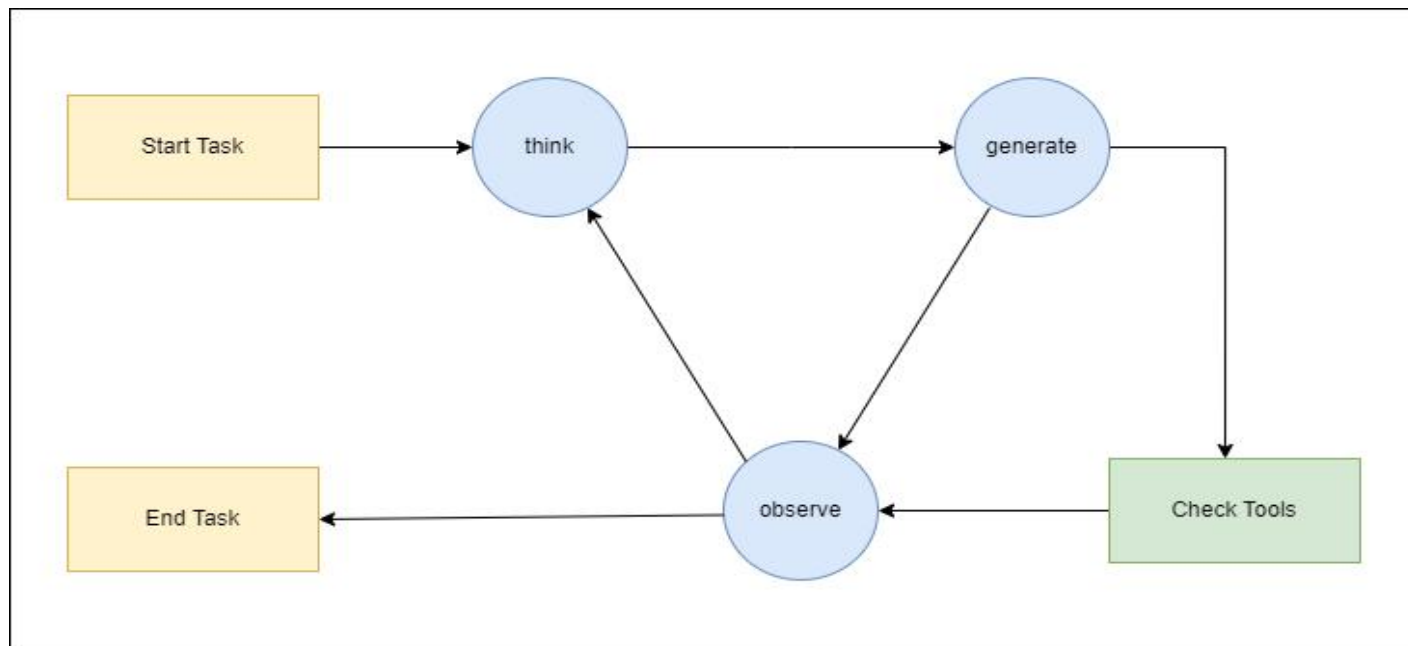 Start Task
think
generate
End Task
observe
Check Tools